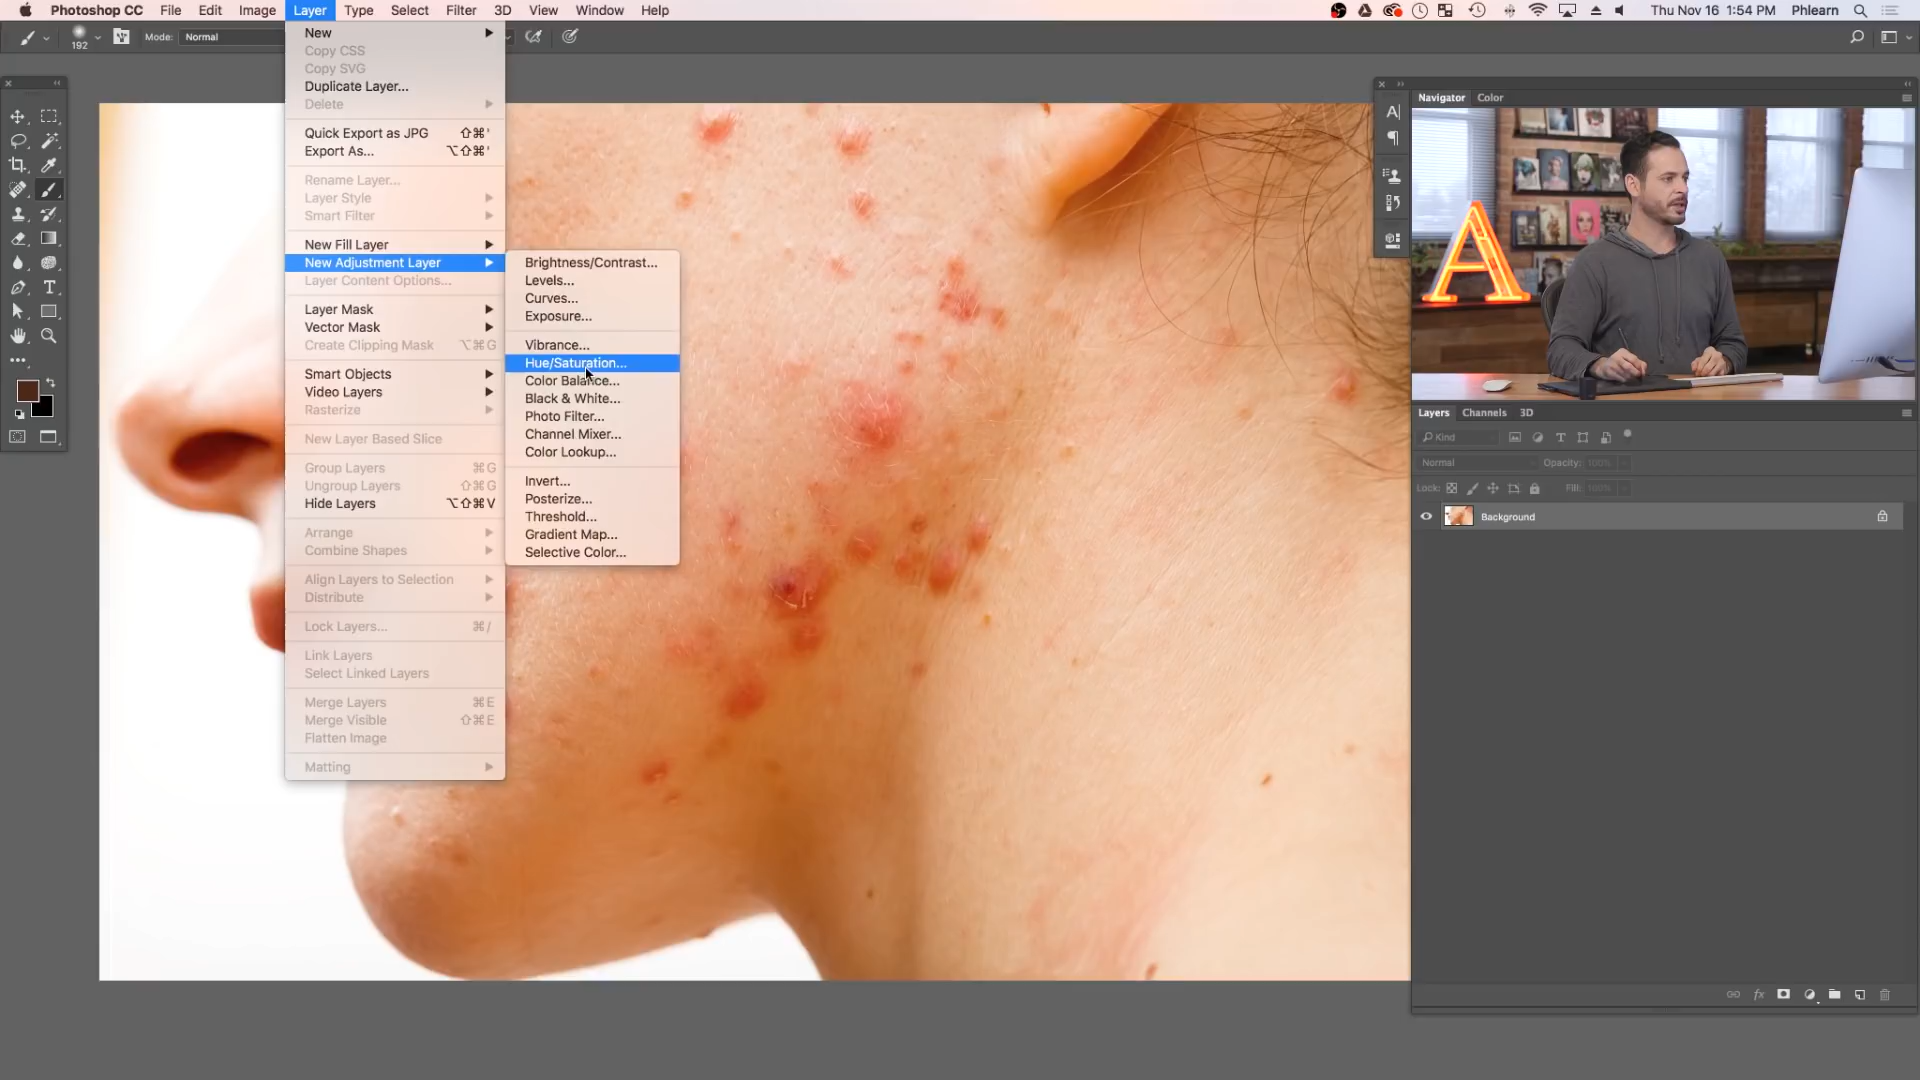 Photoshop CC File Edit Image Layer Type Select Filter 3D View Window Help Thu Nov 16 1:54 PM Phlearn
192 Mode: Normal
New
Copy CSS
Copy SVG
Duplicate Layer...
Delete
Quick Export as JPG ⇧⌘'
Export As... ⌥⇧⌘'
Rename Layer...
Layer Style
Smart Filter
New Fill Layer
New Adjustment Layer
Layer Content Options...
Layer Mask
Vector Mask
Create Clipping Mask ⌥⌘G
Smart Objects
Video Layers
Rasterize
New Layer Based Slice
Group Layers ⌘G
Ungroup Layers ⇧⌘G
Hide Layers ⌥⇧⌘V
Arrange
Combine Shapes
Align Layers to Selection
Distribute
Lock Layers... ⌘/
Link Layers
Select Linked Layers
Merge Layers ⌘E
Merge Visible ⇧⌘E
Flatten Image
Matting
Brightness/Contrast...
Levels...
Curves...
Exposure...
Vibrance...
Hue/Saturation...
Color Balance...
Black & White...
Photo Filter...
Channel Mixer...
Color Lookup...
Invert...
Posterize...
Threshold...
Gradient Map...
Selective Color...
Navigator Color
A
Layers Channels 3D
Kind
Normal Opacity: 100%
Lock: Fill: 100%
Background
fx